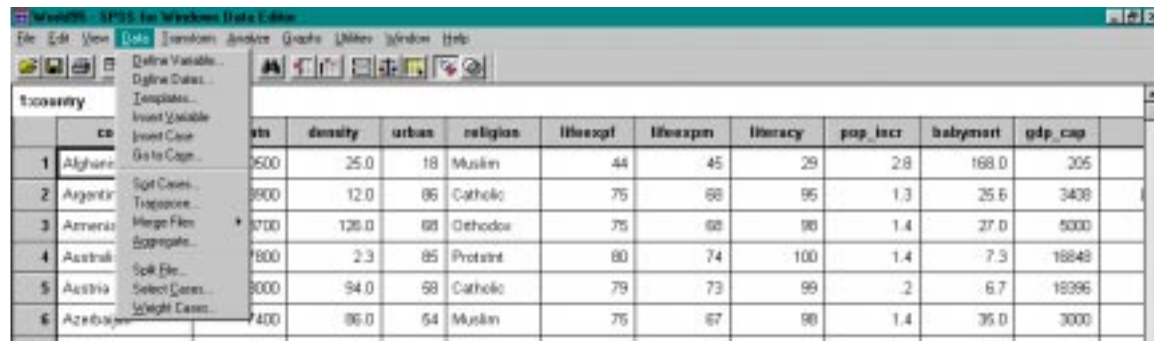 World95 - SPSS for Windows Data Editor
File Edit View Data Transform Analyze Graphs Utilities Window Help
Define Variable...
Define Dates...
Templates...
Insert Variable
Insert Case
Go to Case...
Sort Cases...
Transpose...
Merge Files
Aggregate...
Split File...
Select Cases...
Weight Cases...
1:country
density urban religion lifeexpf lifeexpm literacy pop_incr babymort gdp_cap
1 Afghanis 25.0 18 Muslim 44 45 29 2.8 168.0 205
2 Argentin 12.0 86 Catholic 75 68 95 1.3 25.6 3408
3 Armenia 126.0 68 Orthodox 75 68 98 1.4 27.0 5000
4 Australi 2.3 85 Protstnt 80 74 100 1.4 7.3 16848
5 Austria 94.0 58 Catholic 79 73 99 .2 6.7 18396
6 Azerbaijan 7400 86.0 54 Muslim 75 67 98 1.4 35.0 3000